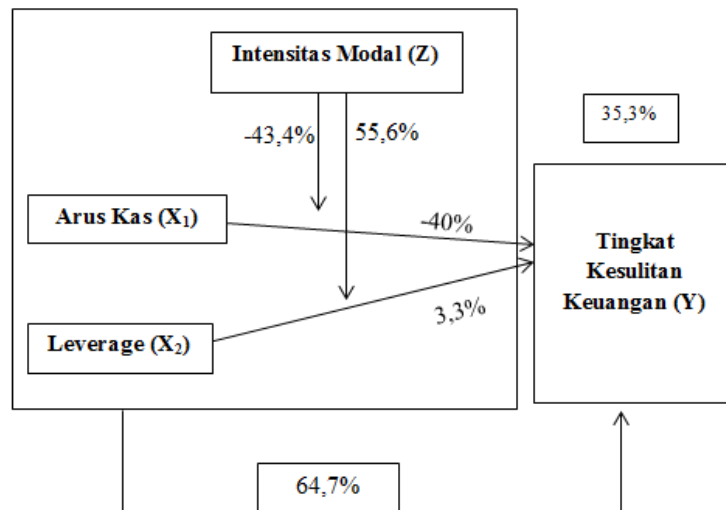 Intensitas Modal (Z)
35,3%
-43,4%
55,6%
Arus Kas (X₁)
-40%
Tingkat
Kesulitan
Keuangan (Y)
3,3%
Leverage (X₂)
64,7%